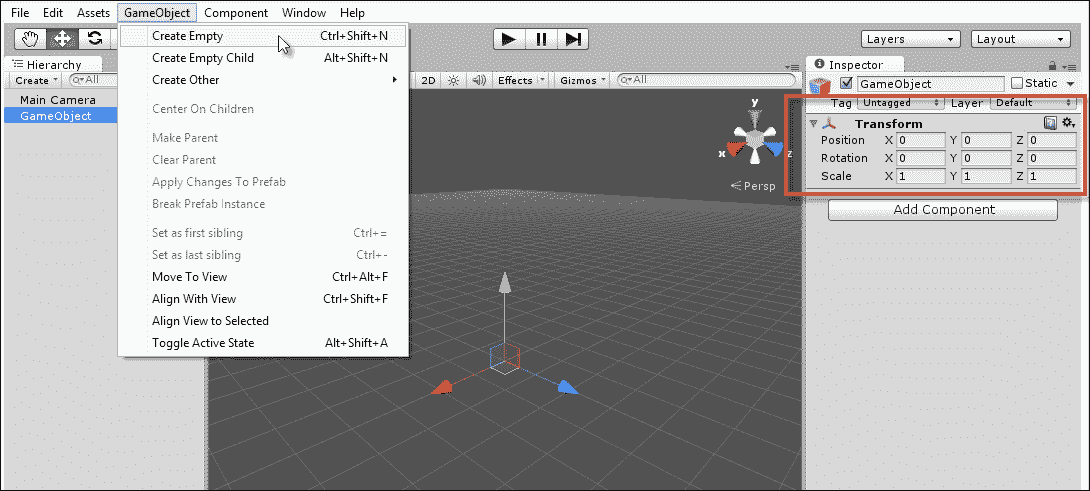 File Edit Assets GameObject Component Window Help
Layers Layout
Hierarchy
Create All
Main Camera
GameObject
Create Empty Ctrl+Shift+N
Create Empty Child Alt+Shift+N
Create Other
Center On Children
Make Parent
Clear Parent
Apply Changes To Prefab
Break Prefab Instance
Set as first sibling Ctrl+=
Set as last sibling Ctrl+-
Move To View Ctrl+Alt+F
Align With View Ctrl+Shift+F
Align View to Selected
Toggle Active State Alt+Shift+A
2D Effects Gizmos All
y
x z
Persp
Inspector
GameObject Static
Tag Untagged Layer Default
Transform
Position X 0 Y 0 Z 0
Rotation X 0 Y 0 Z 0
Scale X 1 Y 1 Z 1
Add Component